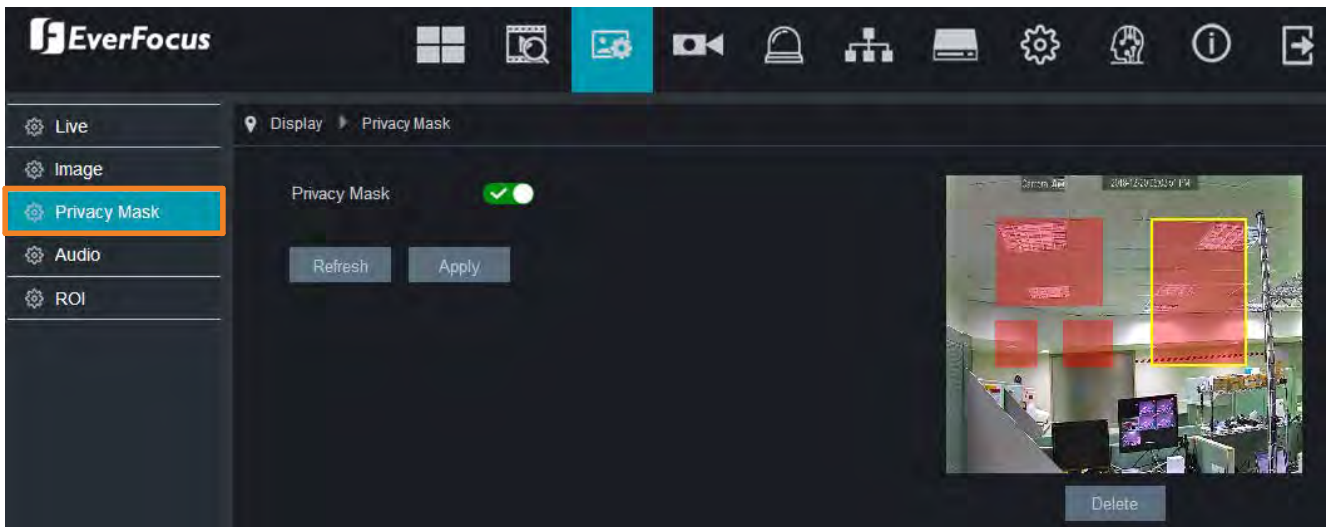 EverFocus
Live
Display Privacy Mask
Image
Privacy Mask
Privacy Mask
Audio
Refresh Apply
ROI
Delete